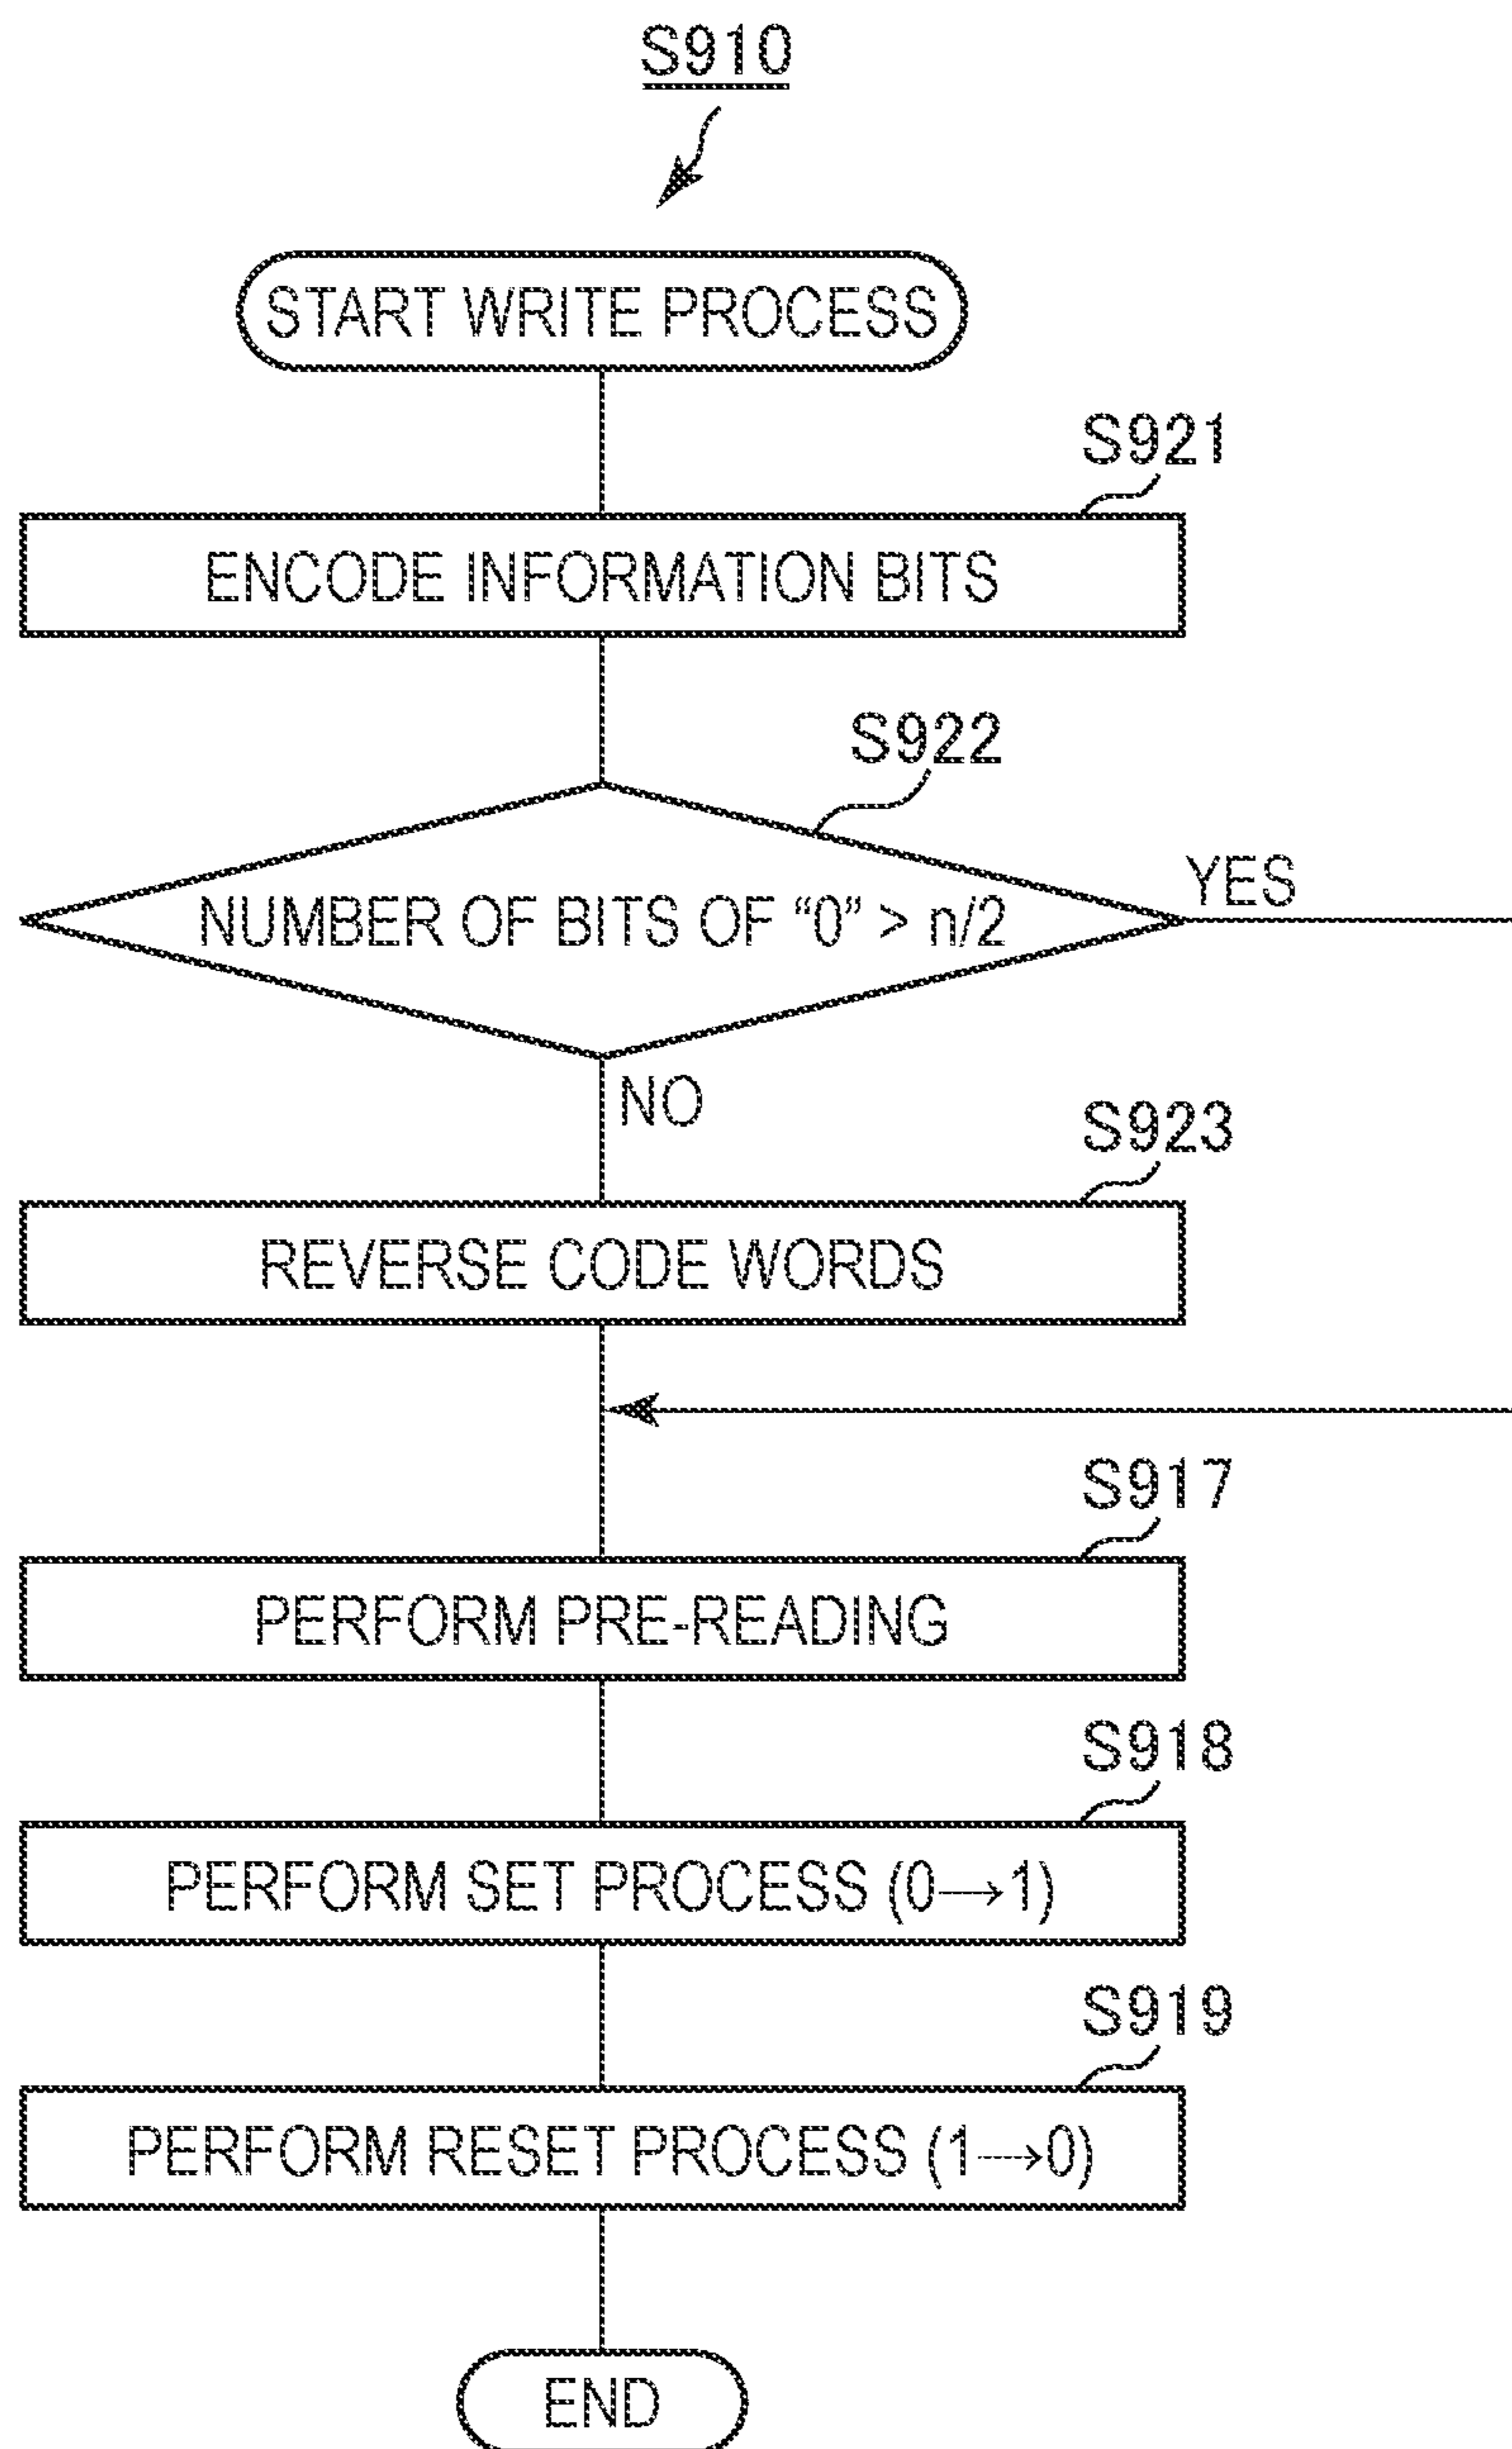 S910
START WRITE PROCESS
S921
ENCODE INFORMATION BITS
S922
NUMBER OF BITS OF “0” > n/2
YES
NO
S923
REVERSE CODE WORDS
S917
PERFORM PRE-READING
S918
PERFORM SET PROCESS (0→1)
S919
PERFORM RESET PROCESS (1→0)
END